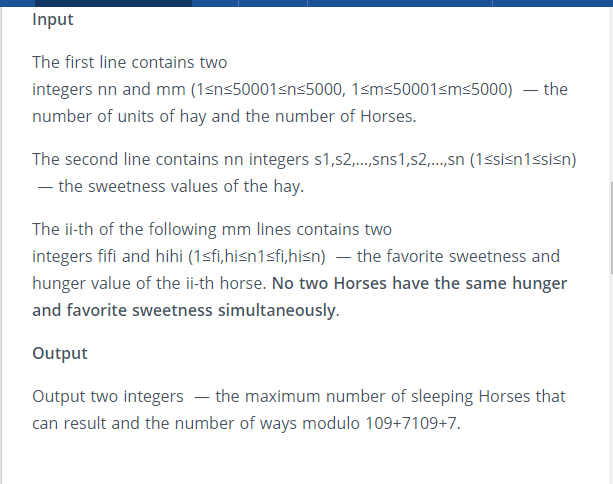 Input
The first line contains two
integers nn and mm (1≤n≤50001≤n≤5000, 1≤m≤50001≤m≤5000)  — the
number of units of hay and the number of Horses.
The second line contains nn integers s1,s2,...,sns1,s2,...,sn (1≤si≤n1≤si≤n)
— the sweetness values of the hay.
The ii-th of the following mm lines contains two
integers fifi and hihi (1≤fi,hi≤n1≤fi,hi≤n)  — the favorite sweetness and
hunger value of the ii-th horse. No two Horses have the same hunger
and favorite sweetness simultaneously.
Output
Output two integers  — the maximum number of sleeping Horses that
can result and the number of ways modulo 109+7109+7.